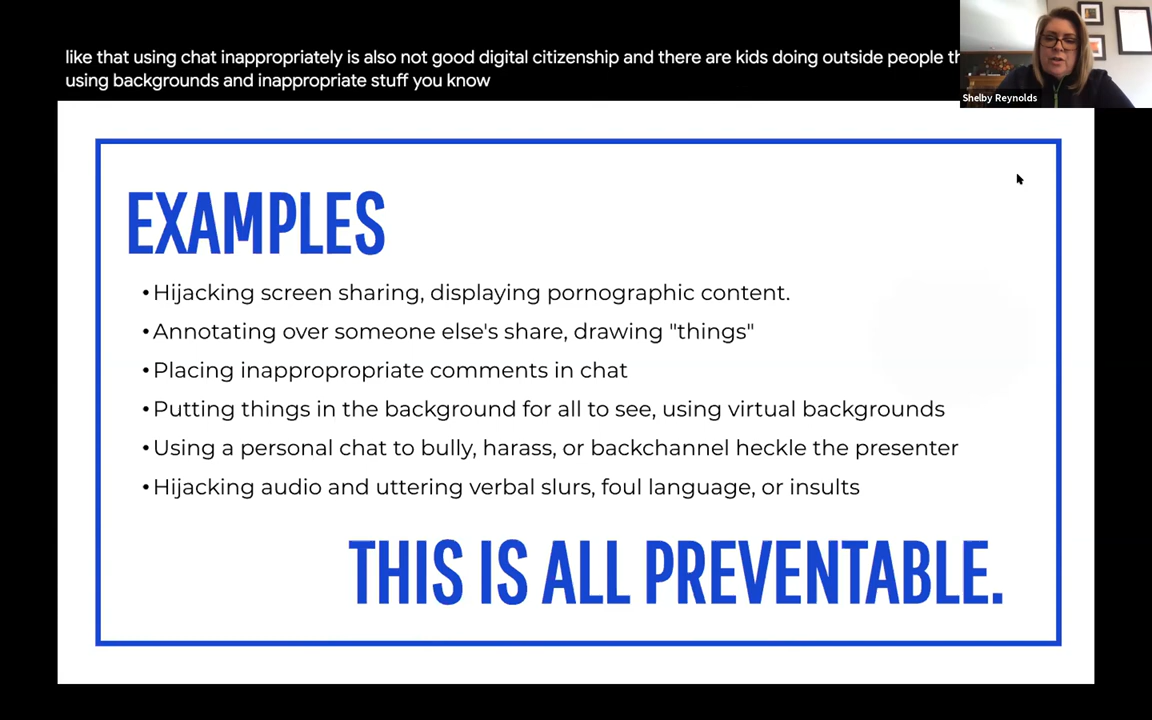 like that using chat inappropriately is also not good digital citizenship and there are kids doing outside people
using backgrounds and inappropriate stuff you know
Shelby Reynolds
EXAMPLES
•Hijacking screen sharing, displaying pornographic content.
•Annotating over someone else's share, drawing "things"
•Placing inappropropriate comments in chat
•Putting things in the background for all to see, using virtual backgrounds
•Using a personal chat to bully, harass, or backchannel heckle the presenter
•Hijacking audio and uttering verbal slurs, foul language, or insults
THIS IS ALL PREVENTABLE.